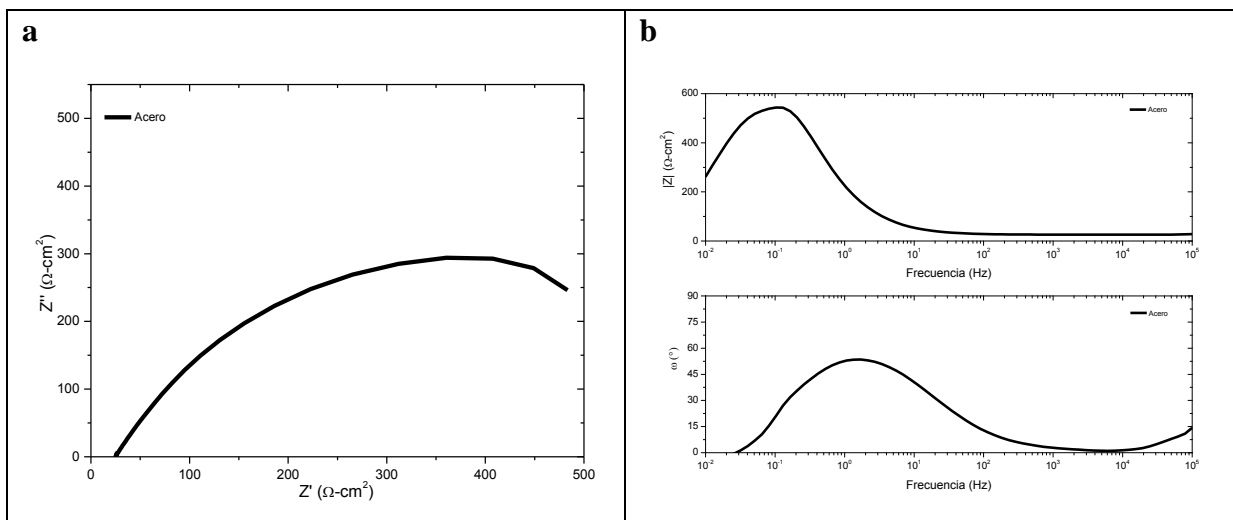 a
Acero
500
400
300
200
100
0
Z'' (Ω-cm²)
0 100 200 300 400 500
Z' (Ω-cm²)
b
600
400
200
0
|Z| (Ω-cm²)
Acero
10⁻² 10⁻¹ 10⁰ 10¹ 10² 10³ 10⁴ 10⁵
Frecuencia (Hz)
90
75
60
45
30
15
0
ω (°)
Acero
10⁻² 10⁻¹ 10⁰ 10¹ 10² 10³ 10⁴ 10⁵
Frecuencia (Hz)